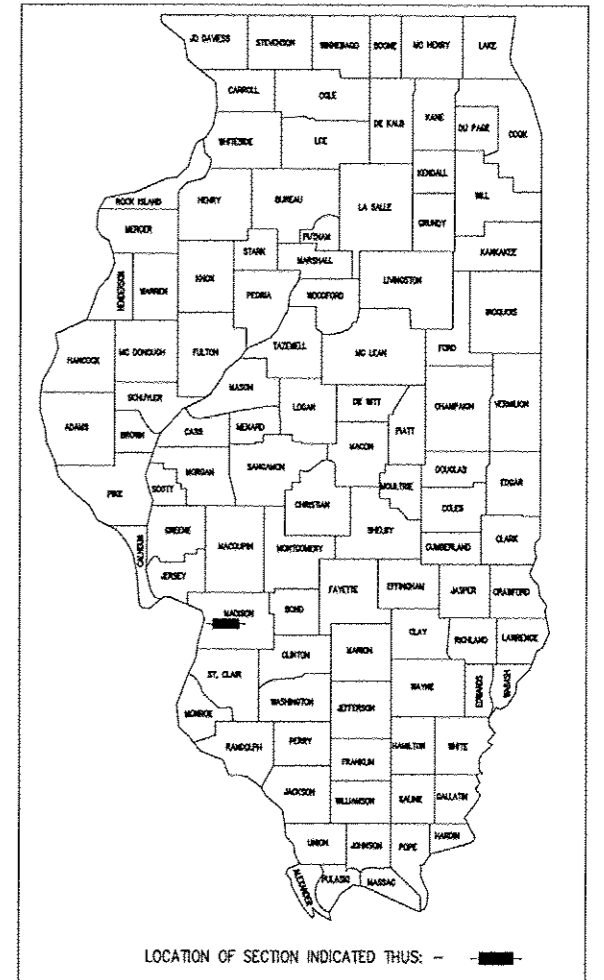 JO DAVIESS STEVENSON WINNEBAGO BOONE MC HENRY LAKE
CARROLL OGLE DE KALB KANE DU PAGE COOK
WHITESIDE LEE
KENDALL WILL
ROCK ISLAND HENRY BUREAU LA SALLE GRUNDY
MERCER PUTNAM KANKAKEE
HENDERSON WARREN KNOX STARK MARSHALL LIVINGSTON
PEORIA WOODFORD IROQUOIS
HANCOCK MC DONOUGH FULTON TAZEWELL MC LEAN FORD
MASON
SCHUYLER LOGAN DE WITT CHAMPAIGN VERMILION
ADAMS BROWN CASS MENARD MACON PIATT
PIKE SCOTT MORGAN SANGAMON MOULTRIE DOUGLAS EDGAR
CHRISTIAN COLES
CALHOUN GREENE MACOUPIN MONTGOMERY SHELBY CUMBERLAND CLARK
JERSEY FAYETTE EFFINGHAM JASPER CRAWFORD
MADISON BOND
CLINTON MARION CLAY RICHLAND LAWRENCE
ST. CLAIR WAYNE EDWARDS WABASH
MONROE WASHINGTON JEFFERSON
RANDOLPH PERRY FRANKLIN HAMILTON WHITE
JACKSON WILLIAMSON SALINE GALLATIN
UNION JOHNSON POPE HARDIN
ALEXANDER PULASKI MASSAC
LOCATION OF SECTION INDICATED THUS: -